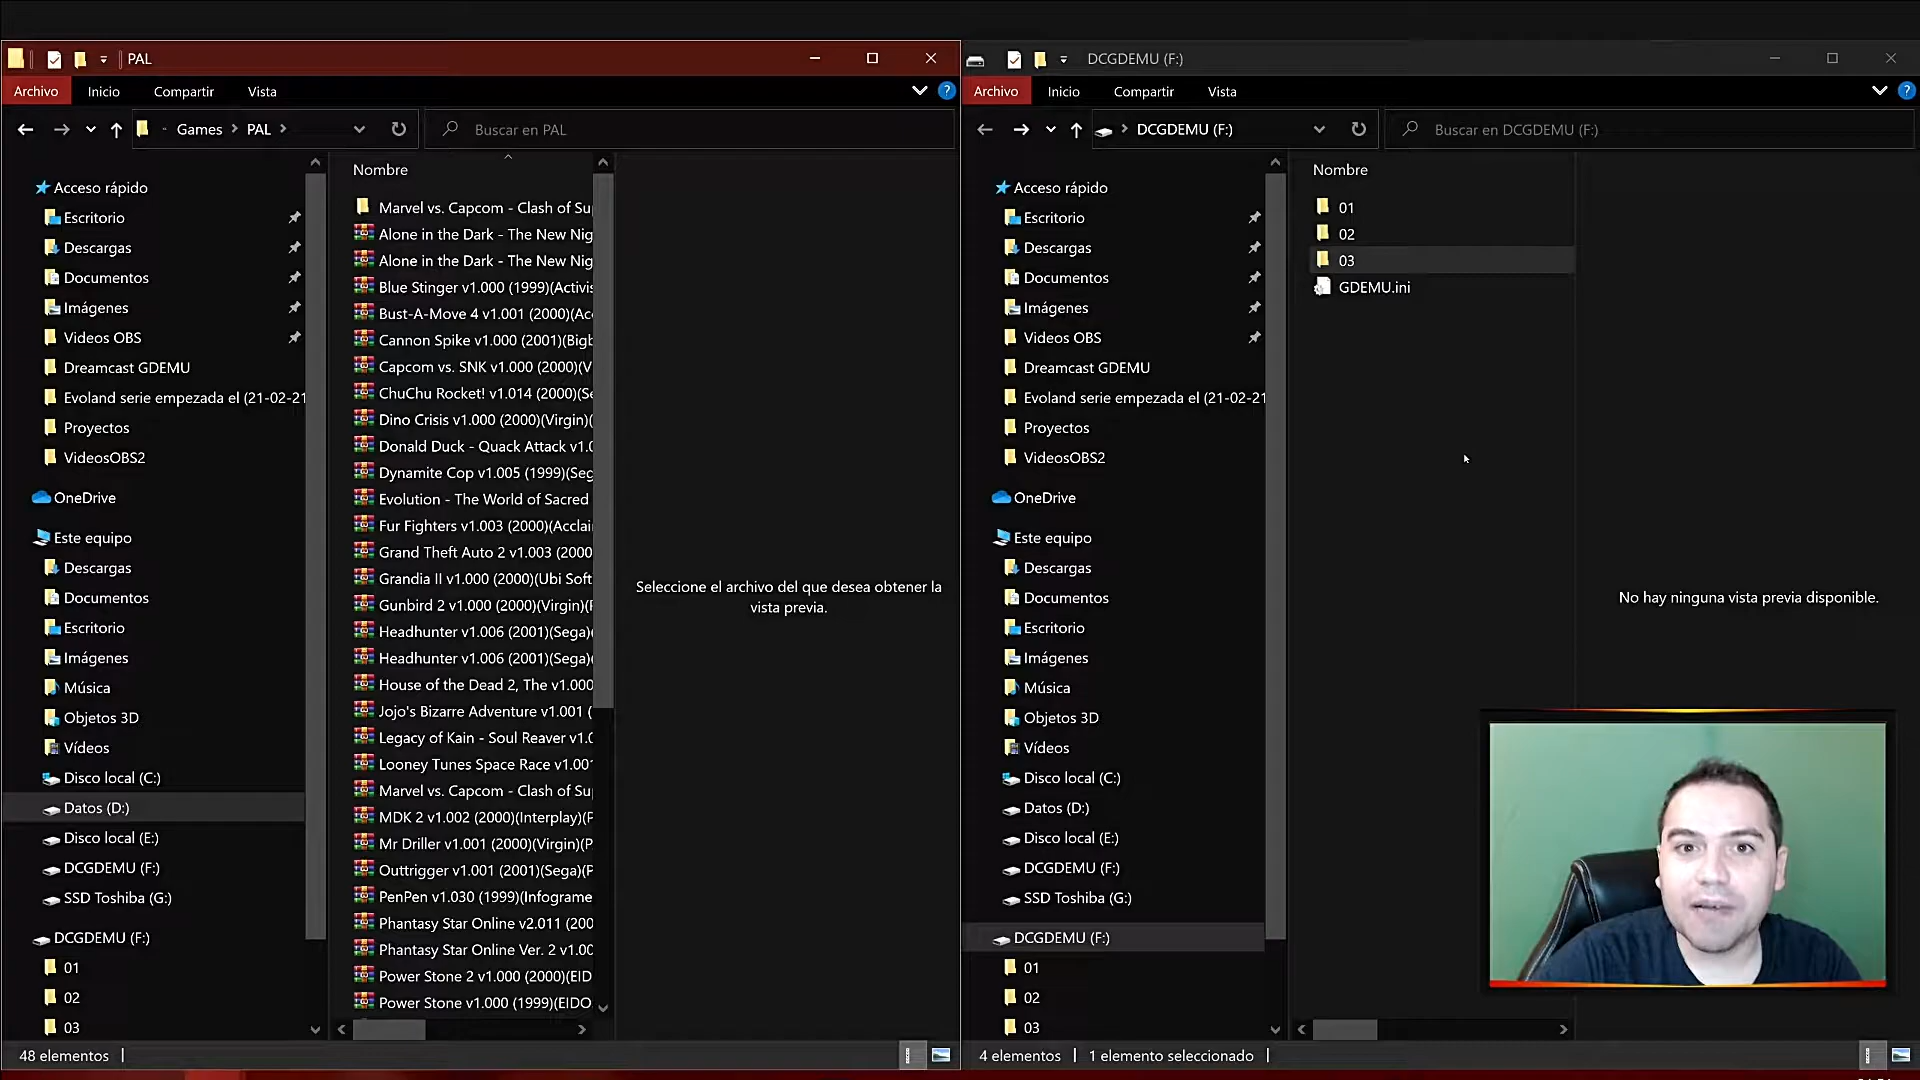 PAL
Archivo Inicio Compartir Vista
Games PAL Buscar en PAL
Acceso rápido
Escritorio
Descargas
Documentos
Imágenes
Videos OBS
Dreamcast GDEMU
Evoland serie empezada el (21-02-21
Proyectos
VideosOBS2
OneDrive
Este equipo
Descargas
Documentos
Escritorio
Imágenes
Música
Objetos 3D
Vídeos
Disco local (C:)
Datos (D:)
Disco local (E:)
DCGDEMU (F:)
SSD Toshiba (G:)
DCGDEMU (F:)
01
02
03
48 elementos
Nombre
Marvel vs. Capcom - Clash of Su
Alone in the Dark - The New Nig
Alone in the Dark - The New Nig
Blue Stinger v1.000 (1999)(Activis
Bust-A-Move 4 v1.001 (2000)(Ac
Cannon Spike v1.000 (2001)(Bigb
Capcom vs. SNK v1.000 (2000)(V
ChuChu Rocket! v1.014 (2000)(Se
Dino Crisis v1.000 (2000)(Virgin)(
Donald Duck - Quack Attack v1.0
Dynamite Cop v1.005 (1999)(Seg
Evolution - The World of Sacred
Fur Fighters v1.003 (2000)(Acclai
Grand Theft Auto 2 v1.003 (2000
Grandia II v1.000 (2000)(Ubi Soft
Gunbird 2 v1.000 (2000)(Virgin)(
Headhunter v1.006 (2001)(Sega)(
Headhunter v1.006 (2001)(Sega)(
House of the Dead 2, The v1.000
Jojo's Bizarre Adventure v1.001 (
Legacy of Kain - Soul Reaver v1.0
Looney Tunes Space Race v1.001
Marvel vs. Capcom - Clash of Su
MDK 2 v1.002 (2000)(Interplay)(P
Mr Driller v1.001 (2000)(Virgin)(P
Outtrigger v1.001 (2001)(Sega)(P
PenPen v1.030 (1999)(Infograme
Phantasy Star Online v2.011 (200
Phantasy Star Online Ver. 2 v1.00
Power Stone 2 v1.000 (2000)(EID
Power Stone v1.000 (1999)(EIDO
Seleccione el archivo del que desea obtener la
vista previa.
DCGDEMU (F:)
Archivo Inicio Compartir Vista
DCGDEMU (F:) Buscar en DCGDEMU (F:)
Acceso rápido
Escritorio
Descargas
Documentos
Imágenes
Videos OBS
Dreamcast GDEMU
Evoland serie empezada el (21-02-21
Proyectos
VideosOBS2
OneDrive
Este equipo
Descargas
Documentos
Escritorio
Imágenes
Música
Objetos 3D
Vídeos
Disco local (C:)
Datos (D:)
Disco local (E:)
DCGDEMU (F:)
SSD Toshiba (G:)
DCGDEMU (F:)
01
02
03
4 elementos 1 elemento seleccionado
Nombre
01
02
03
GDEMU.ini
No hay ninguna vista previa disponible.